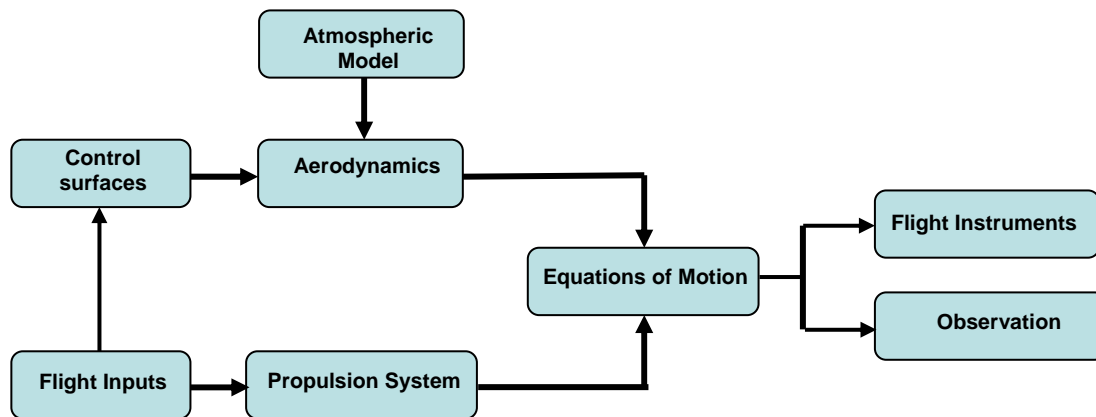 Atmospheric
Model
Control
surfaces
Aerodynamics
Flight Instruments
Equations of Motion
Observation
Flight Inputs
Propulsion System